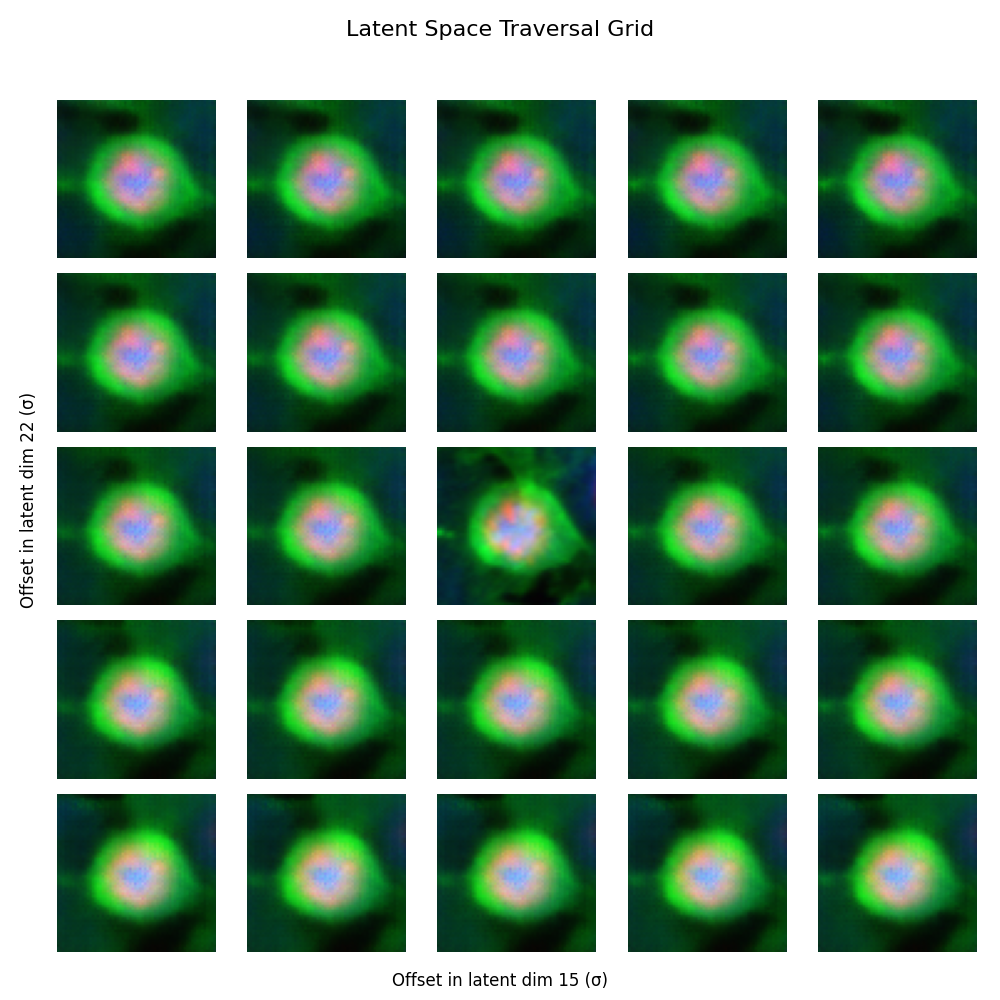 Latent Space Traversal Grid
Offset in latent dim 22 (σ)
Offset in latent dim 15 (σ)